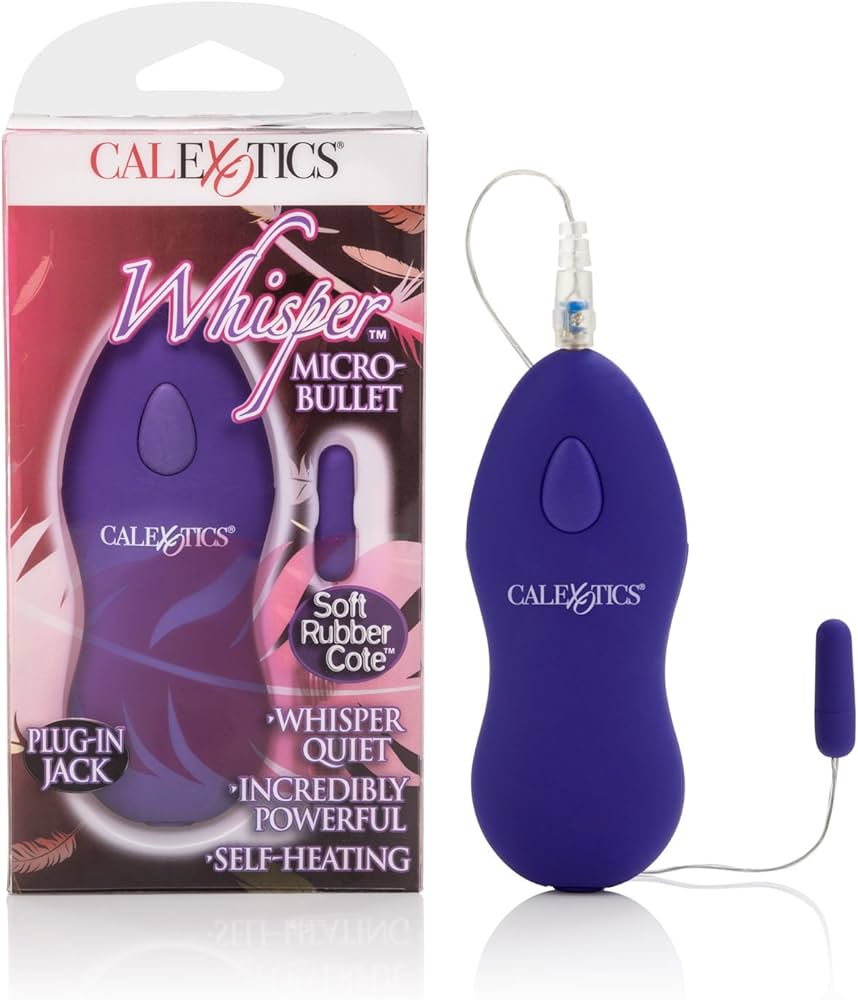 CALEXOTICS®
Whisper™
MICRO-
BULLET
CALEXOTICS®
Soft
Rubber
Cote™
PLUG-IN
JACK
WHISPER
QUIET
INCREDIBLY
POWERFUL
SELF-HEATING
CALEXOTICS®